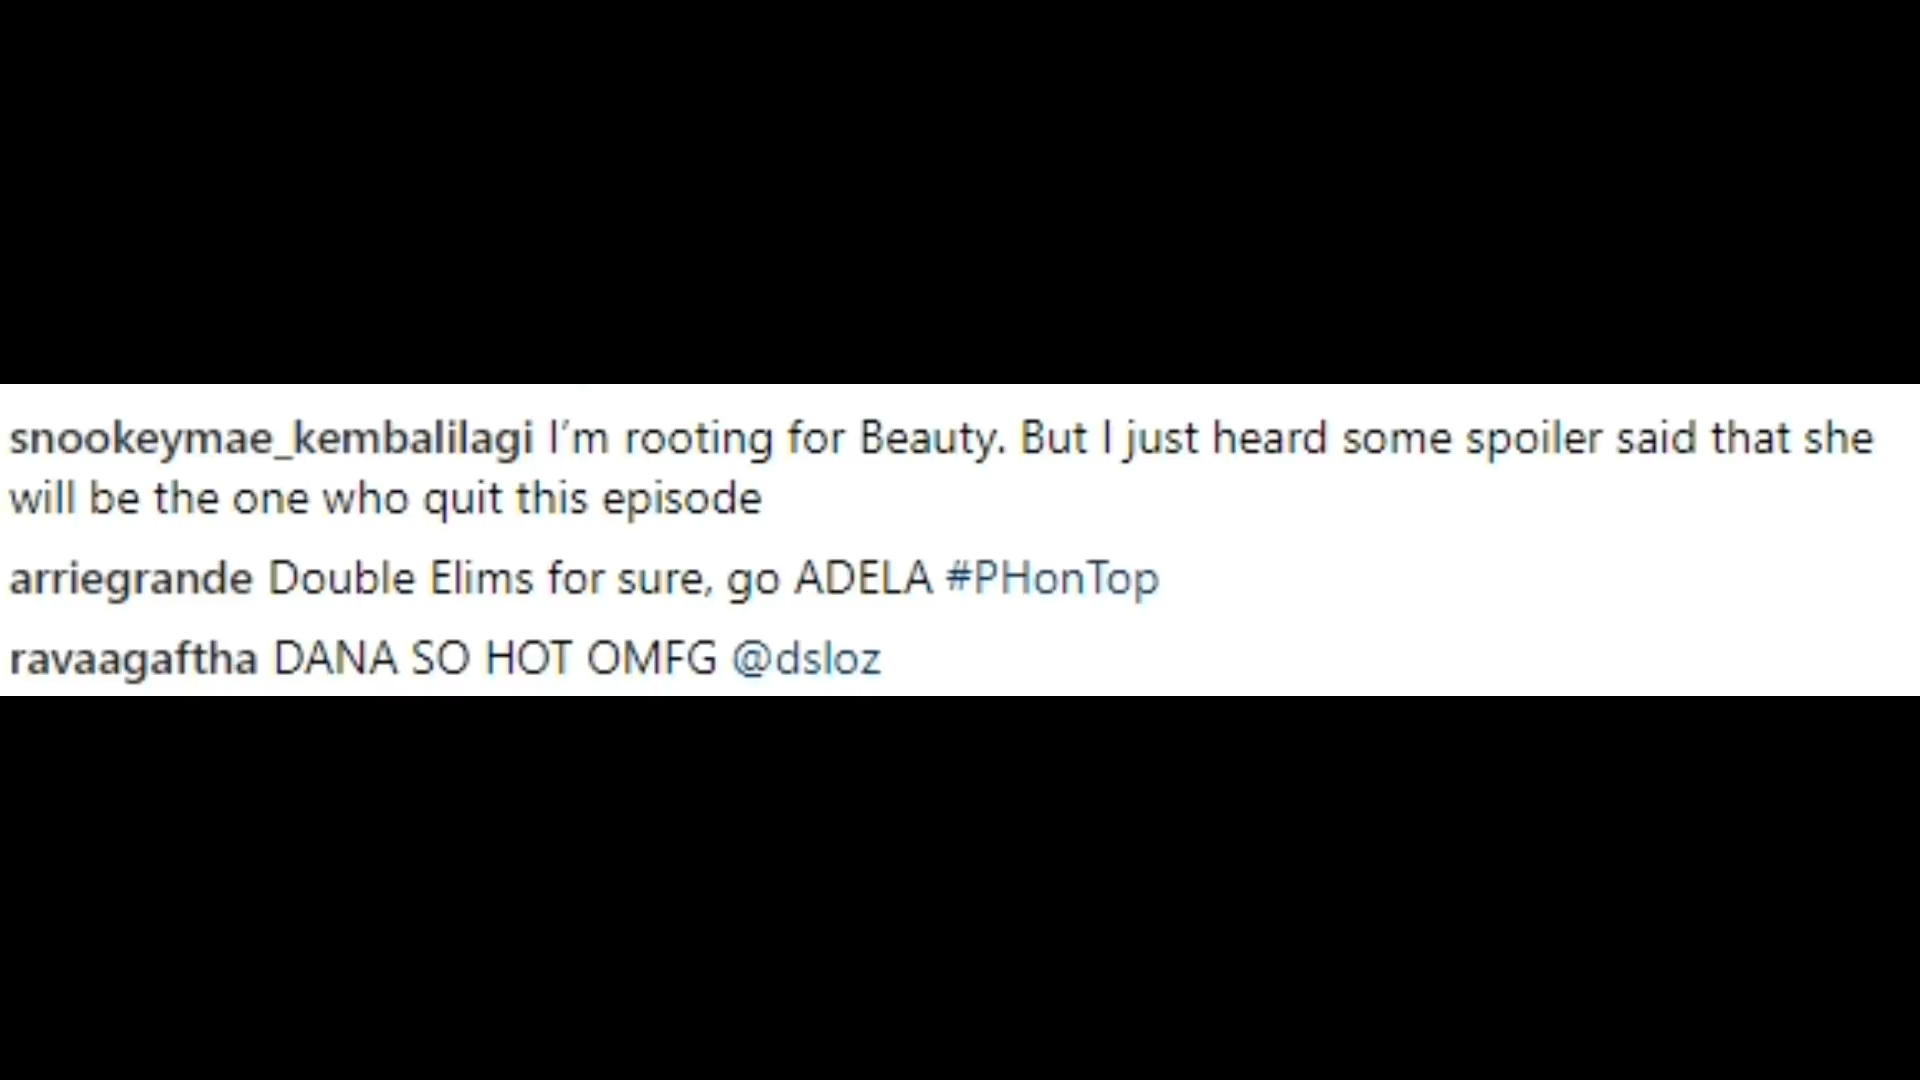 snookeymae_kembalilagi I'm rooting for Beauty. But I just heard some spoiler said that she
will be the one who quit this episode
arriegrande Double Elims for sure, go ADELA #PHonTop
ravaagaftha DANA SO HOT OMFG @dsloz